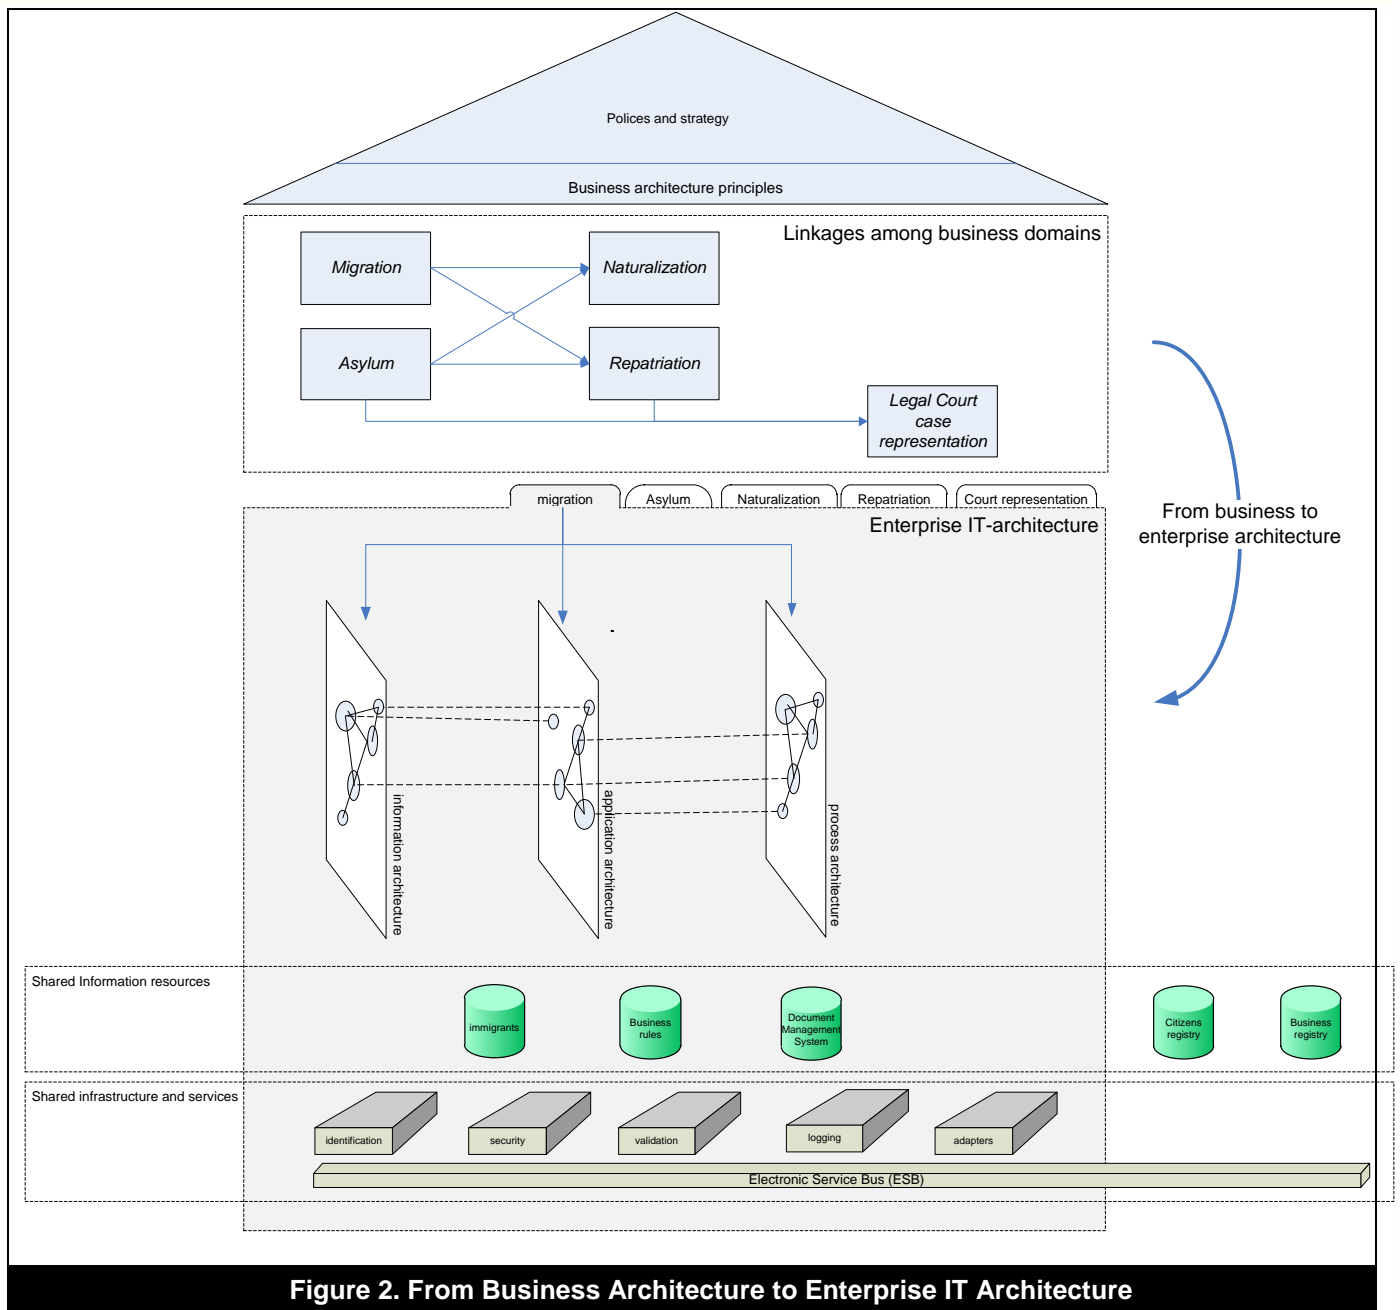 Polices and strategy
Business architecture principles
Linkages among business domains
Migration
Naturalization
Asylum
Repatriation
Legal Court
case
representation
migration
Asylum
Naturalization
Repatriation
Court representation
Enterprise IT-architecture
From business to
enterprise architecture
-
information architecture
application architecture
process architecture
Shared Information resources
immigrants
Business
rules
Document
Management
System
Citizens
registry
Business
registry
Shared infrastructure and services
identification
security
validation
logging
adapters
Electronic Service Bus (ESB)
Figure 2. From Business Architecture to Enterprise IT Architecture